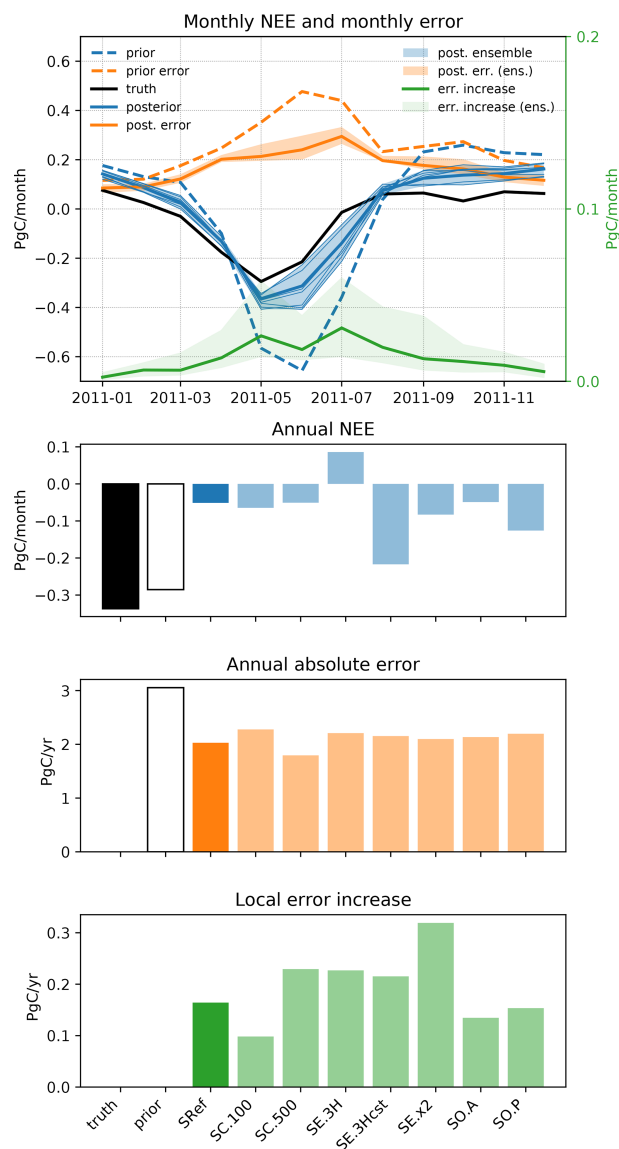 Monthly NEE and monthly error
prior
prior error
truth
posterior
post. error
post. ensemble
post. err. (ens.)
err. increase
err. increase (ens.)
PgC/month
0.6
0.4
0.2
0.0
−0.2
−0.4
−0.6
0.2
0.1
0.0
PgC/month
2011-01 2011-03 2011-05 2011-07 2011-09 2011-11
Annual NEE
PgC/month
0.1
0.0
−0.1
−0.2
−0.3
Annual absolute error
PgC/yr
3
2
1
0
Local error increase
PgC/yr
0.3
0.2
0.1
0.0
truth prior SRef SC.100 SC.500 SE.3H SE.3Hcst SE.x2 SO.A SO.P